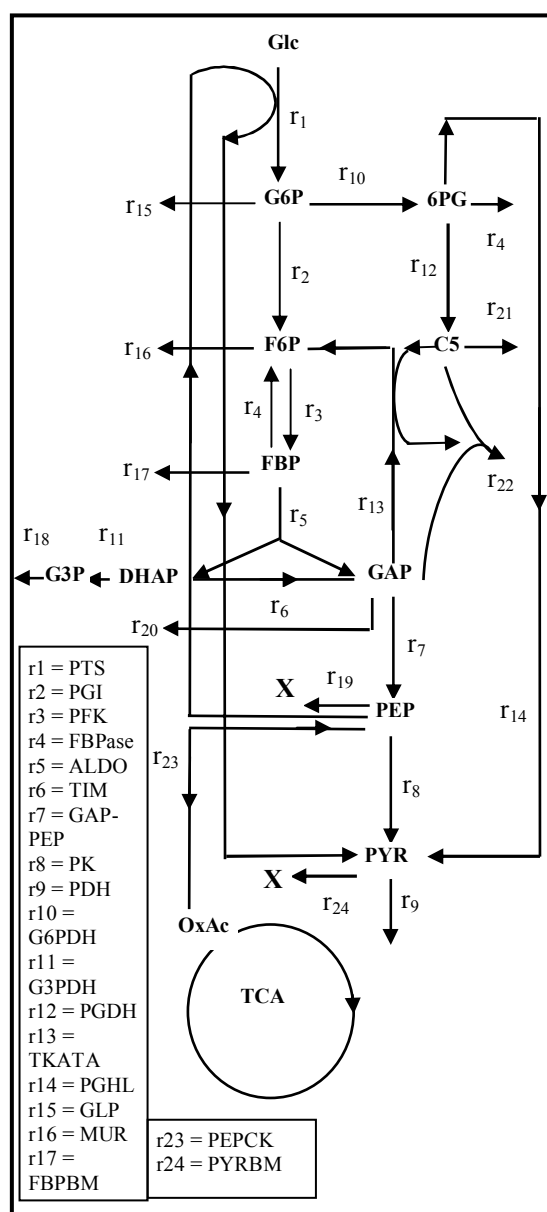 Glc
r1
r10
r15 G6P 6PG
r4
r12
r2
r21
r16 F6P C5
r4 r3
FBP
r17 r22
r5
r13
r18 r11
G3P DHAP GAP
r6
r20
r7
r19
X PEP
r14
r23
r8
PYR
X
r24 r9
OxAc
TCA
r1 = PTS
r2 = PGI
r3 = PFK
r4 = FBPase
r5 = ALDO
r6 = TIM
r7 = GAP-
PEP
r8 = PK
r9 = PDH
r10 =
G6PDH
r11 =
G3PDH
r12 = PGDH
r13 =
TKATA
r14 = PGHL
r15 = GLP
r16 = MUR
r17 =
FBPBM
r23 = PEPCK
r24 = PYRBM